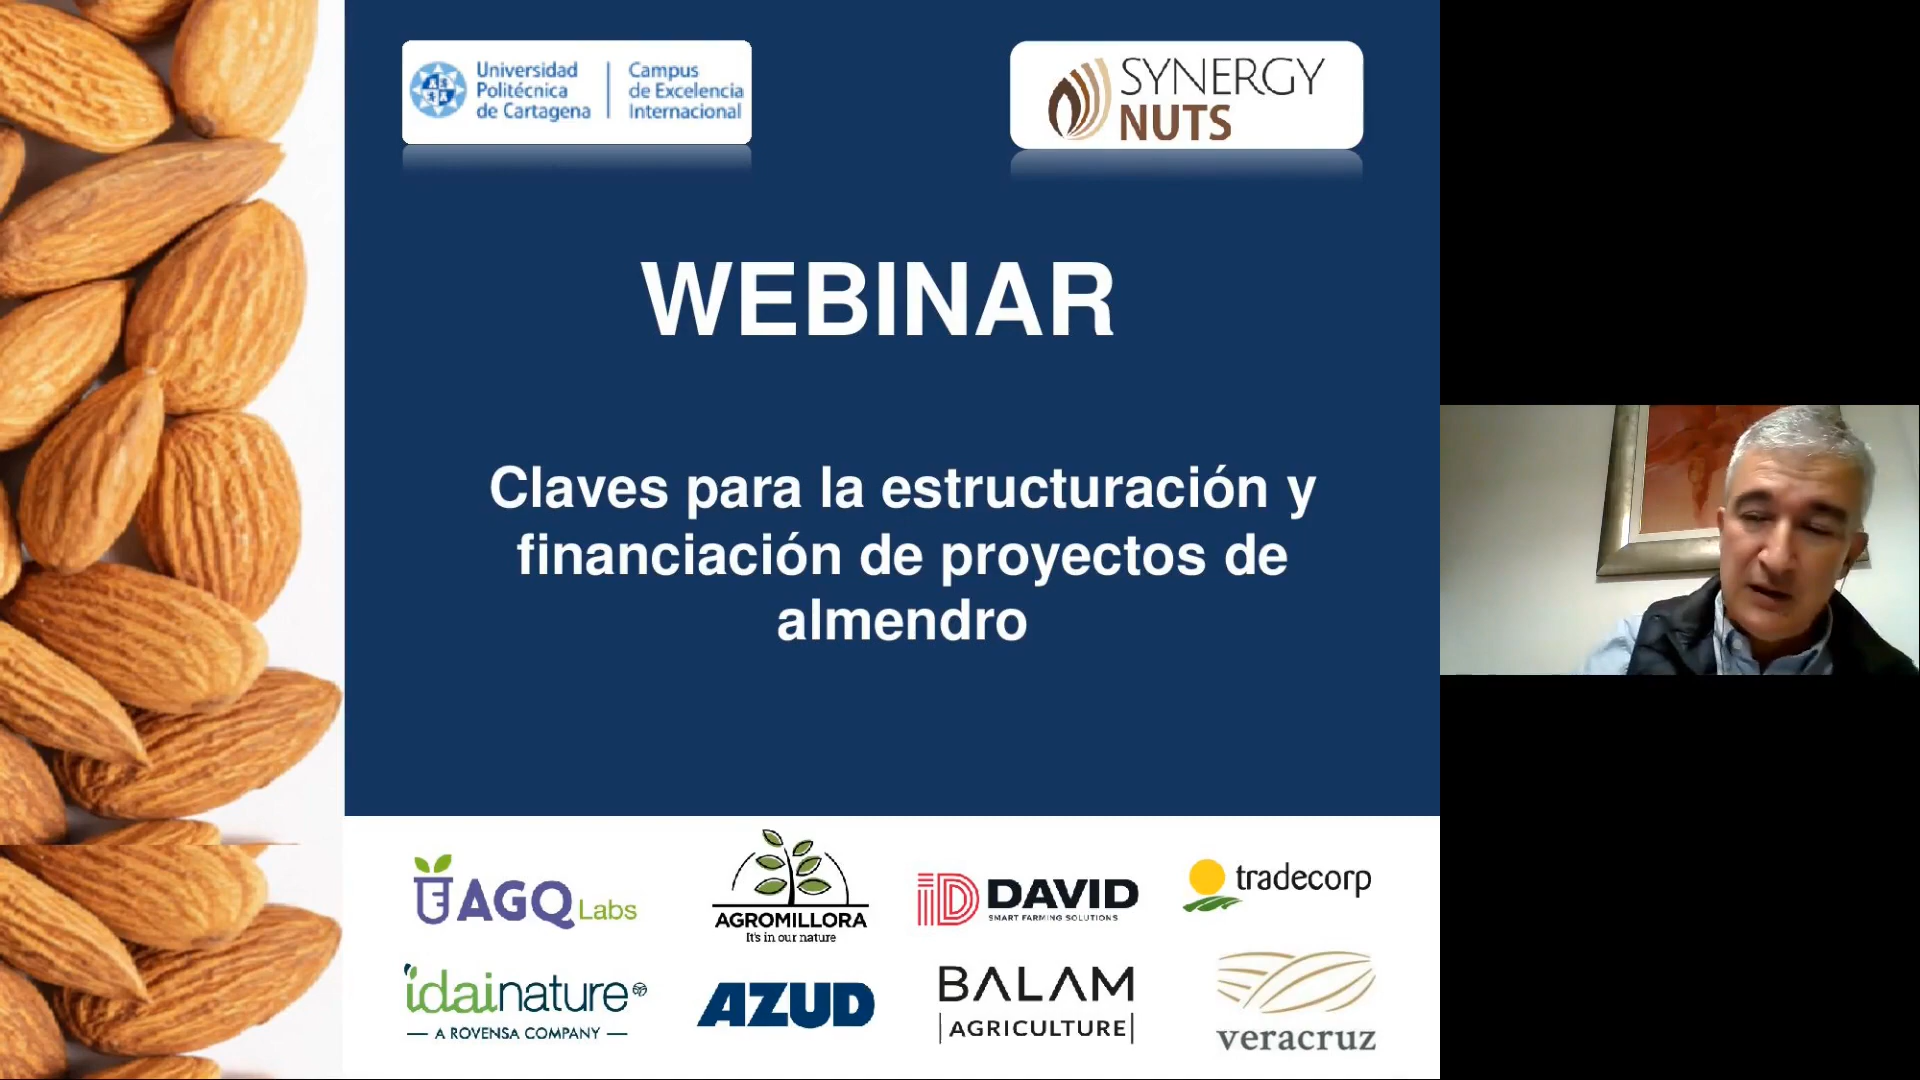 Universidad
Politécnica
de Cartagena
Campus
de Excelencia
Internacional
SYNERGY
NUTS
WEBINAR
Claves para la estructuración y
financiación de proyectos de
almendro
AGQ Labs
AGROMILLORA
It's in our nature
iD DAVID
SMART FARMING SOLUTIONS
tradecorp
idainature
A ROVENSA COMPANY
AZUD
BALAM
AGRICULTURE
veracruz